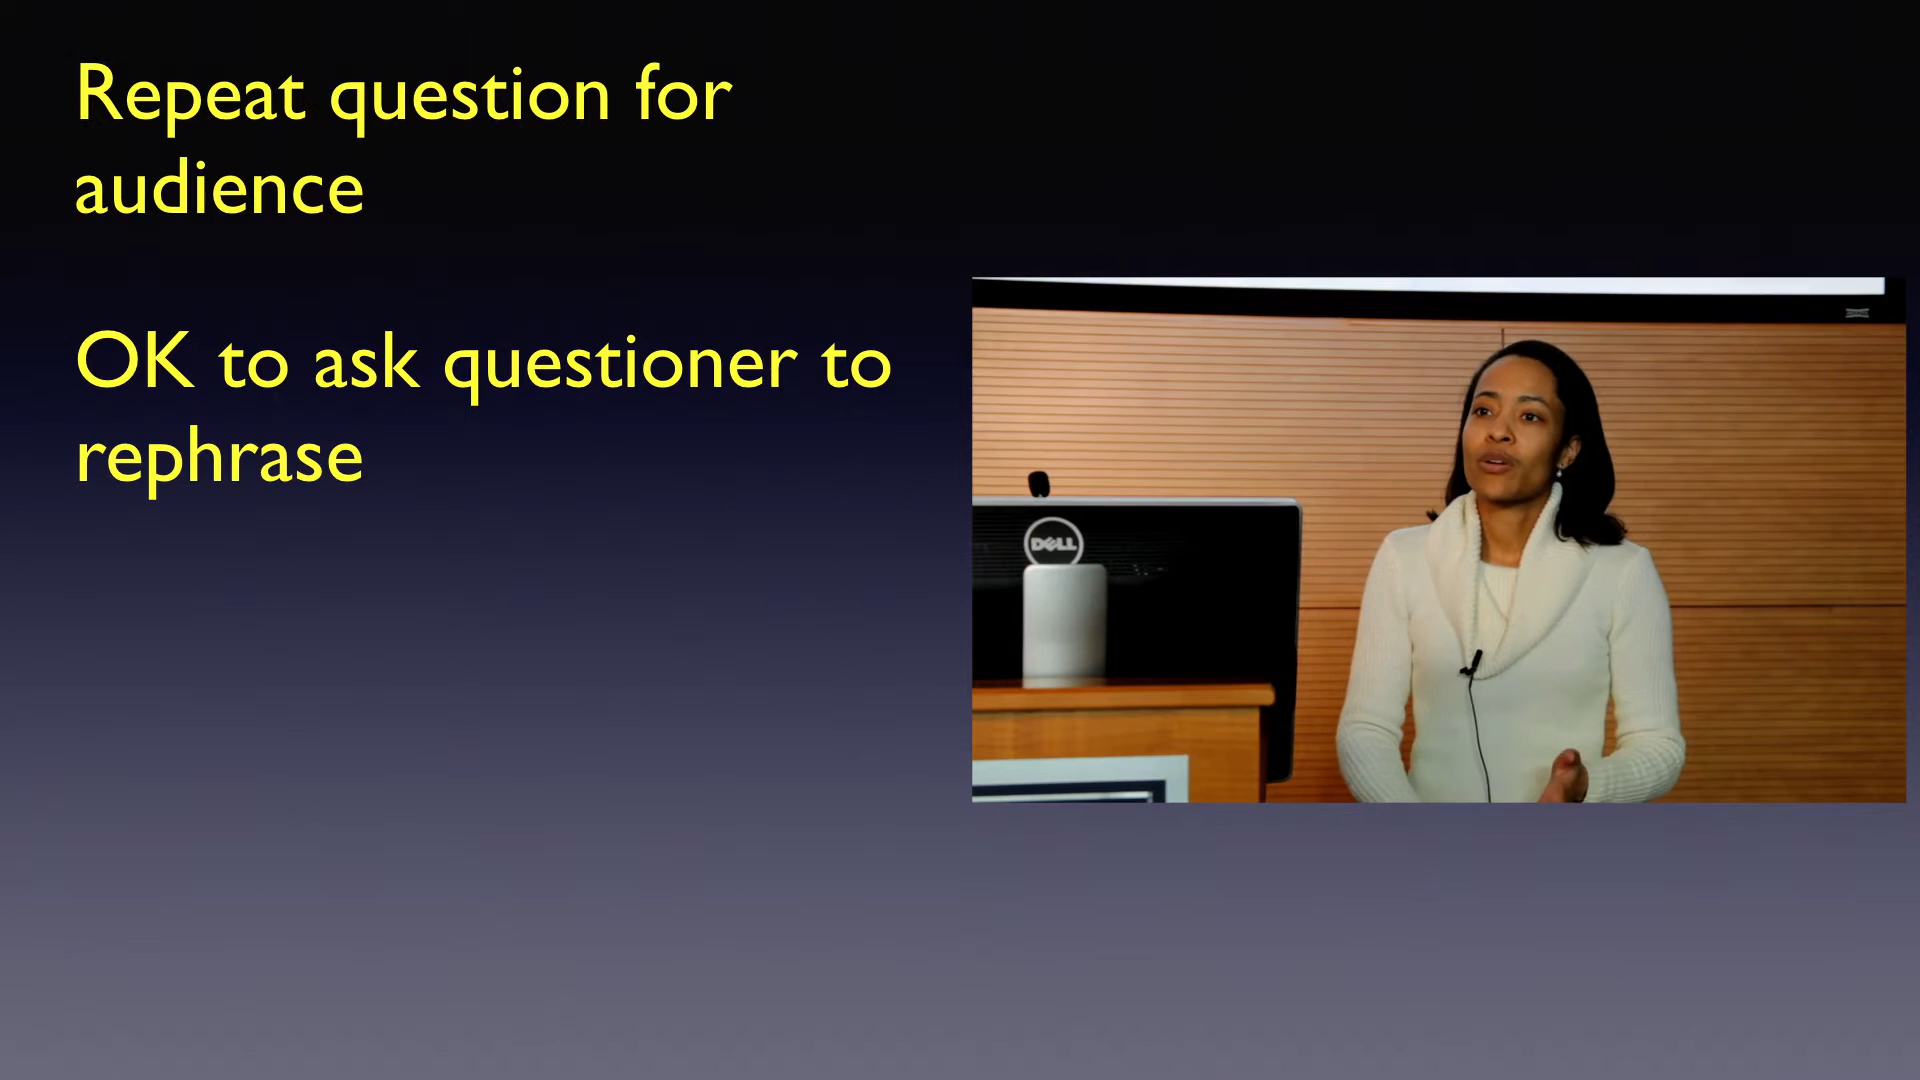 Repeat question for
audience
OK to ask questioner to
rephrase
DELL